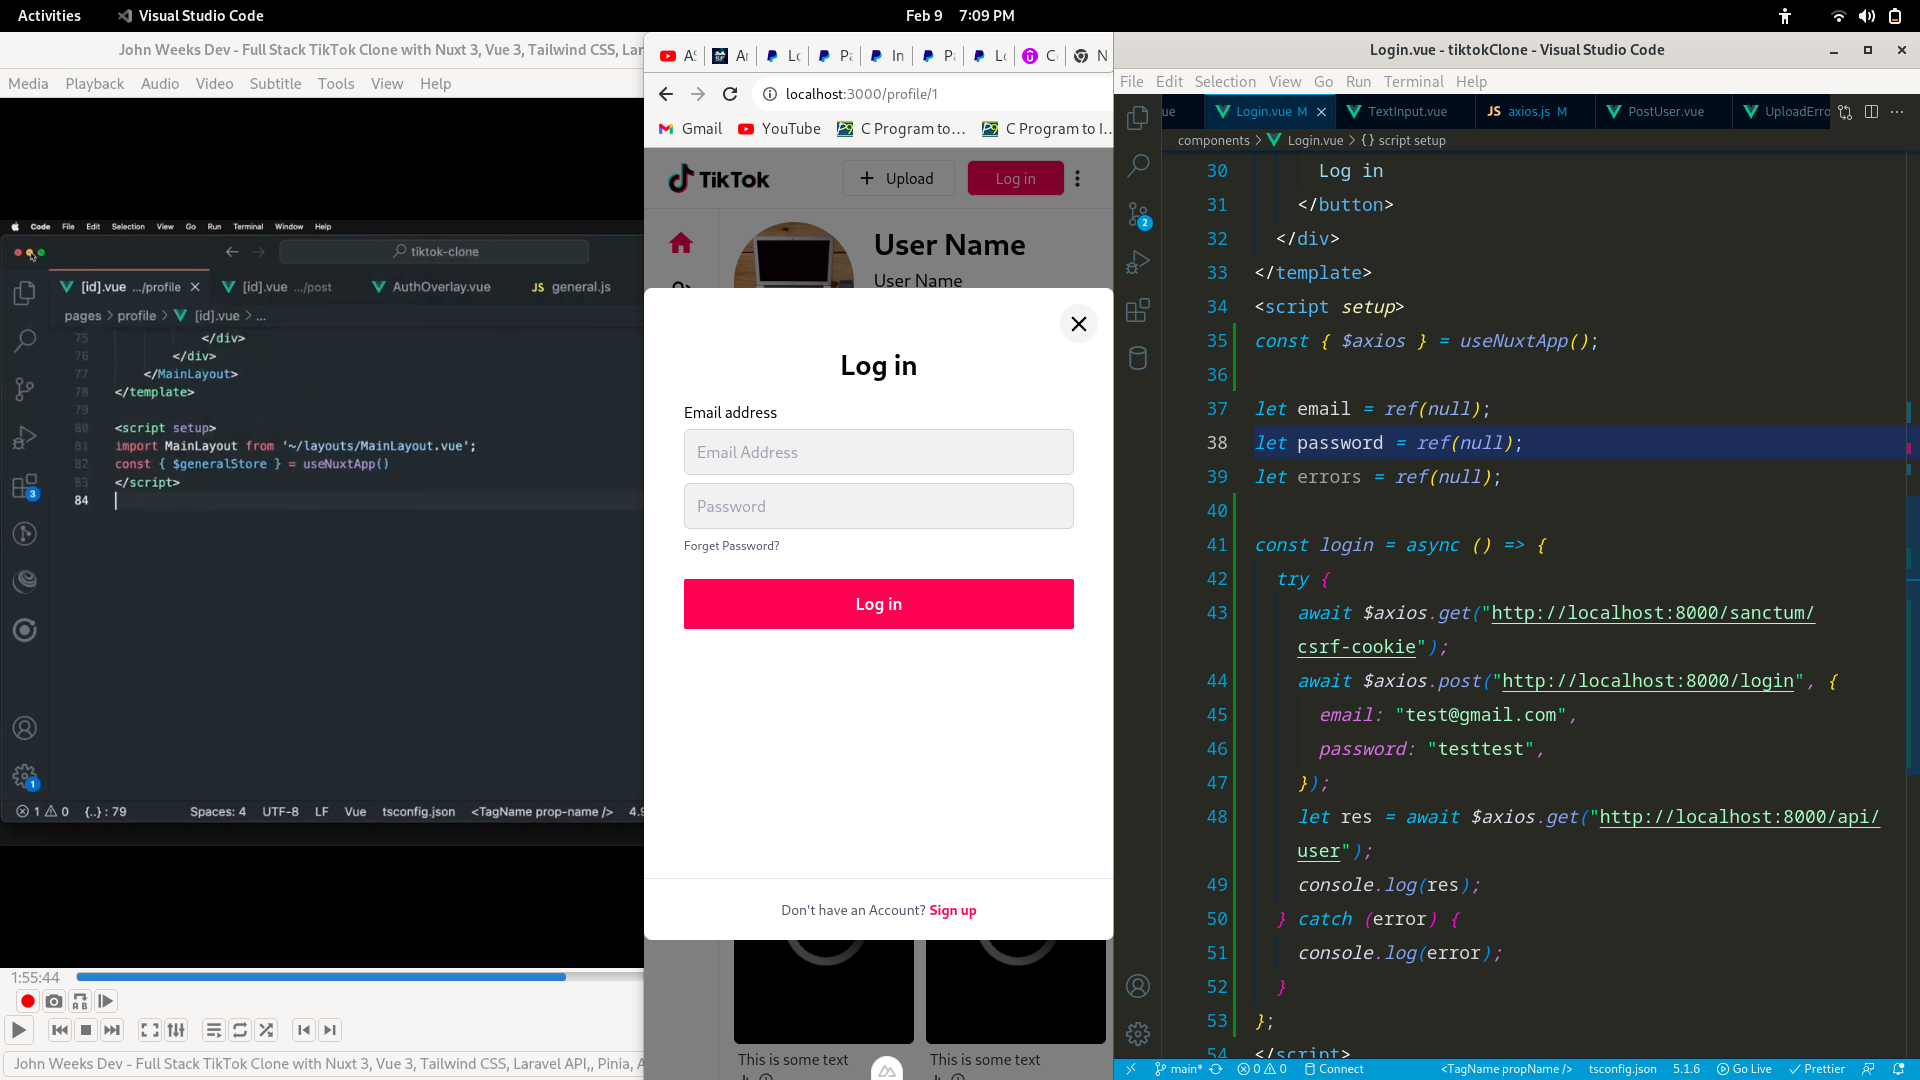 Activities
Visual Studio Code
Feb 9 7:09 PM
John Weeks Dev - Full Stack TikTok Clone with Nuxt 3, Vue 3, Tailwind CSS, Lar
Media Playback Audio Video Subtitle Tools View Help
Code File Edit Selection View Go Run Terminal Window Help
tiktok-clone
[id].vue .../profile
[id].vue .../post
AuthOverlay.vue
JS general.js
pages > profile > [id].vue > ...
75 </div>
76 </div>
77 </MainLayout>
78 </template>
79
80 <script setup>
81 import MainLayout from '~/layouts/MainLayout.vue';
82 const { $generalStore } = useNuxtApp()
83 </script>
84
3
1
1 0 {..} : 79 Spaces: 4 UTF-8 LF Vue tsconfig.json <TagName prop-name /> 4.9
1:55:44
John Weeks Dev - Full Stack TikTok Clone with Nuxt 3, Vue 3, Tailwind CSS, Laravel API,, Pinia, A
localhost:3000/profile/1
Gmail
YouTube
C Program to...
C Program to I...
TikTok
Upload
Log in
User Name
User Name
Log in
Email address
Email Address
Password
Forget Password?
Log in
Don't have an Account? Sign up
This is some text
This is some text
Login.vue - tiktokClone - Visual Studio Code
File Edit Selection View Go Run Terminal Help
ue
Login.vue M
TextInput.vue
JS axios.js M
PostUser.vue
UploadErro
components > Login.vue > {} script setup
2
30 Log in
31 </button>
32 </div>
33 </template>
34 <script setup>
35 const { $axios } = useNuxtApp();
36
37 let email = ref(null);
38 let password = ref(null);
39 let errors = ref(null);
40
41 const login = async () => {
42 try {
43 await $axios.get("http://localhost:8000/sanctum/
csrf-cookie");
44 await $axios.post("http://localhost:8000/login", {
45 email: "test@gmail.com",
46 password: "testtest",
47 });
48 let res = await $axios.get("http://localhost:8000/api/
user");
49 console.log(res);
50 } catch (error) {
51 console.log(error);
52 }
53 };
54 </script>
main* 0 0 Connect <TagName propName /> tsconfig.json 5.1.6 Go Live Prettier